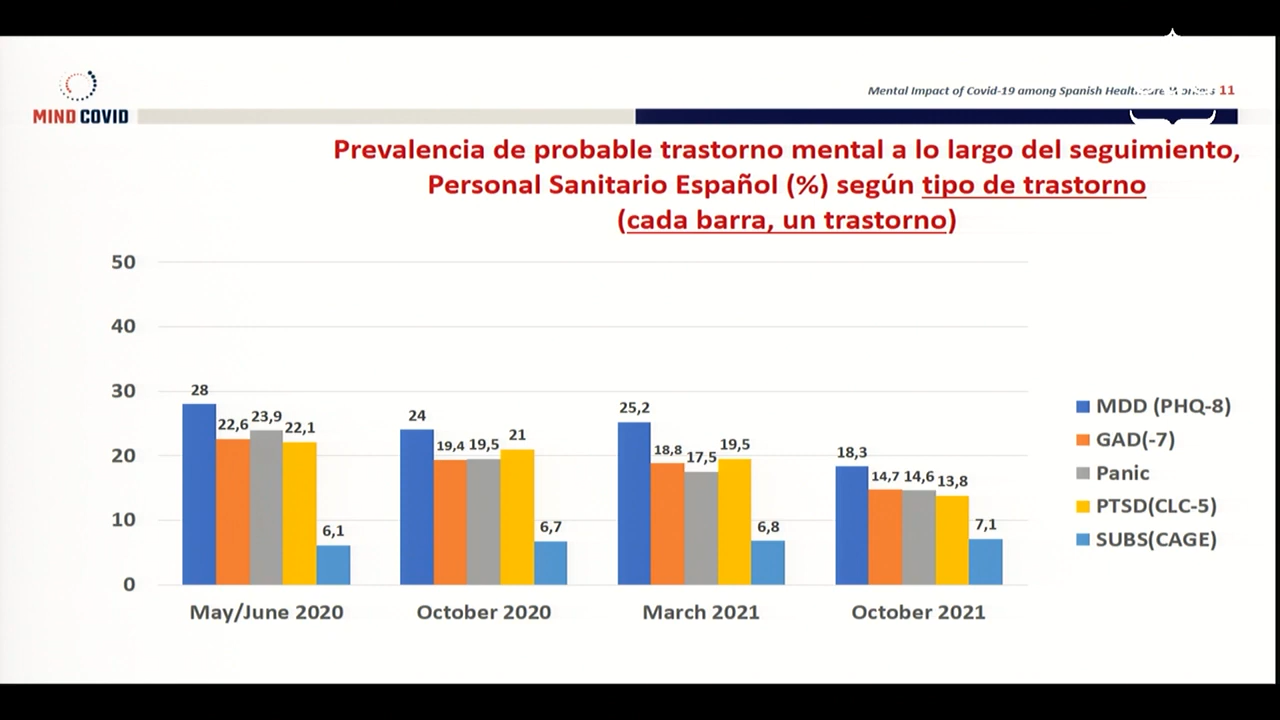 MIND COVID
Mental Impact of Covid-19 among Spanish 11
Prevalencia de probable trastorno mental a lo largo del seguimiento,
Personal Sanitario Español (%) según tipo de trastorno
(cada barra, un trastorno)
50
40
30
20
10
0
28
22,6
23,9
22,1
6,1
24
19,4
19,5
21
6,7
25,2
18,8
17,5
19,5
6,8
18,3
14,7
14,6
13,8
7,1
May/June 2020
October 2020
March 2021
October 2021
MDD (PHQ-8)
GAD(-7)
Panic
PTSD(CLC-5)
SUBS(CAGE)